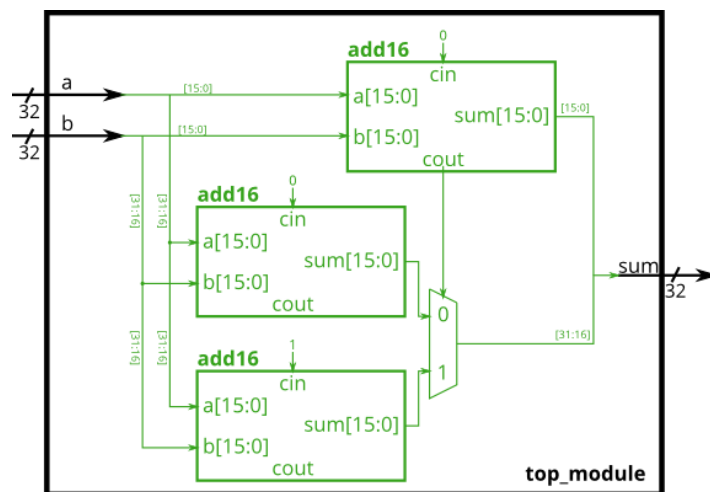 0
add16
cin
a
[15:0]
a[15:0]
32
sum[15:0]
[15:0]
b
[15:0]
b[15:0]
32
cout
0
add16
cin
[31:16]
[31:16]
a[15:0]
sum[15:0]
sum
32
b[15:0]
cout
0
1
[31:16]
[31:16]
[31:16]
add16
cin
1
a[15:0]
sum[15:0]
b[15:0]
cout
top_module